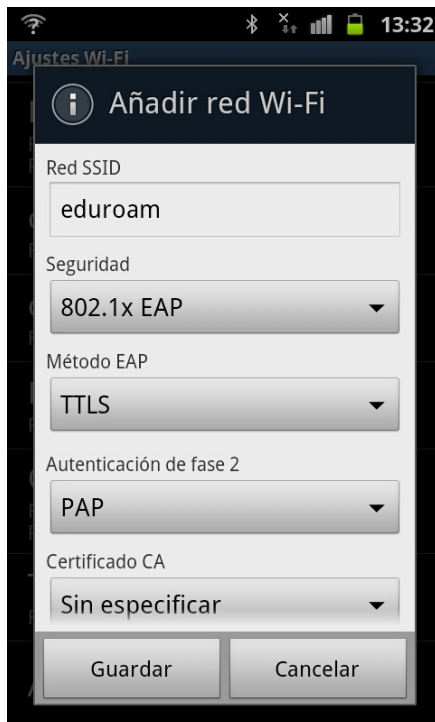 13:32
Ajustes Wi-Fi
Añadir red Wi-Fi
Red SSID
eduroam
Seguridad
802.1x EAP
Método EAP
TTLS
Autenticación de fase 2
PAP
Certificado CA
Sin especificar
Guardar
Cancelar